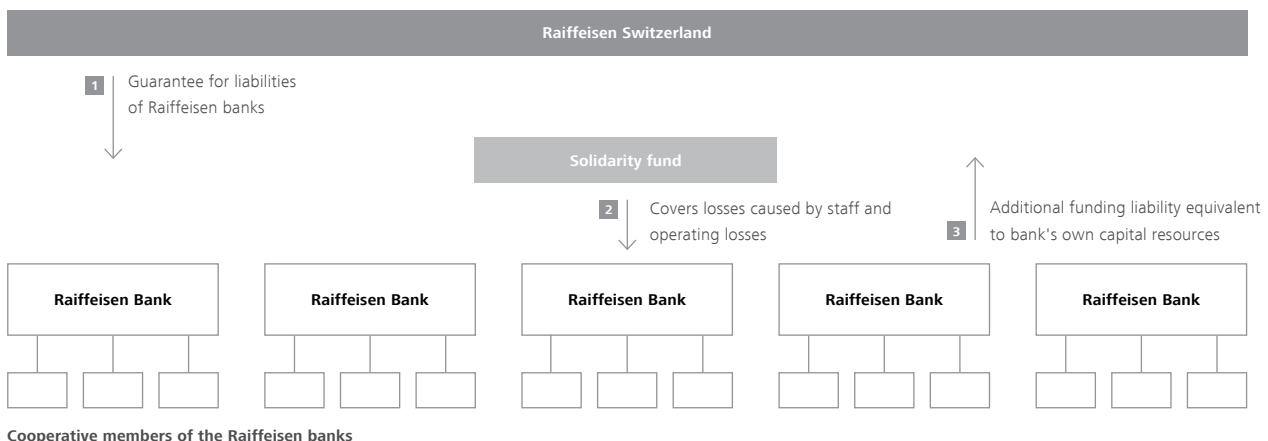 Raiffeisen Switzerland
1
Guarantee for liabilities
of Raiffeisen banks
Solidarity fund
2
Covers losses caused by staff and
operating losses
3
Additional funding liability equivalent
to bank's own capital resources
Raiffeisen Bank
Raiffeisen Bank
Raiffeisen Bank
Raiffeisen Bank
Raiffeisen Bank
Cooperative members of the Raiffeisen banks